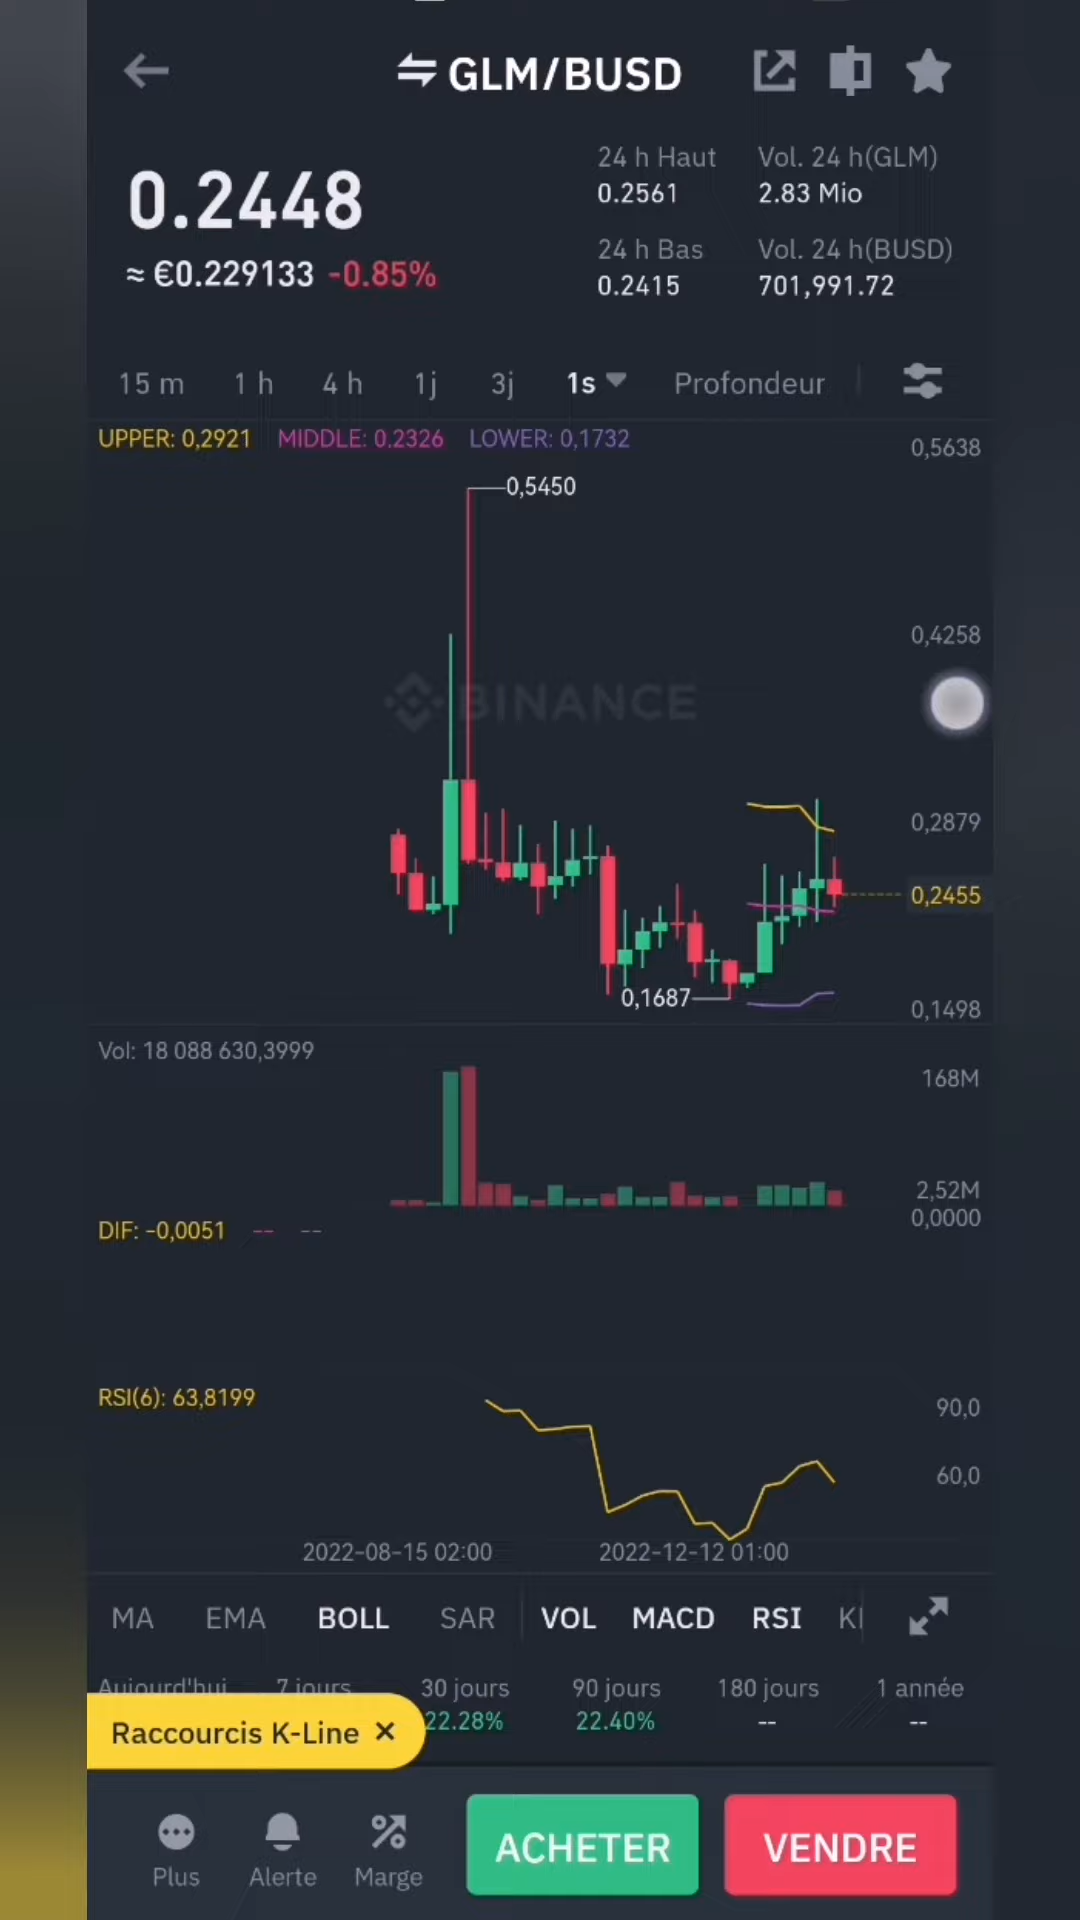 GLM/BUSD
0.2448
≈ €0.229133 -0.85%
24 h Haut
0.2561
24 h Bas
0.2415
Vol. 24 h(GLM)
2.83 Mio
Vol. 24 h(BUSD)
701,991.72
15 m 1 h 4 h 1j 3j 1s Profondeur
UPPER: 0,2921 MIDDLE: 0.2326 LOWER: 0,1732
0,5638
0,5450
0,4258
BINANCE
0,2879
0,2455
0,1687
0,1498
Vol: 18 088 630,3999
168M
2,52M
0,0000
DIF: -0,0051 -- --
RSI(6): 63,8199
90,0
60,0
2022-08-15 02:00 2022-12-12 01:00
MA EMA BOLL SAR VOL MACD RSI
Aujourd'hui 7 jours 30 jours 90 jours 180 jours 1 année
22.28% 22.40% -- --
Raccourcis K-Line ×
Plus Alerte Marge
ACHETER VENDRE